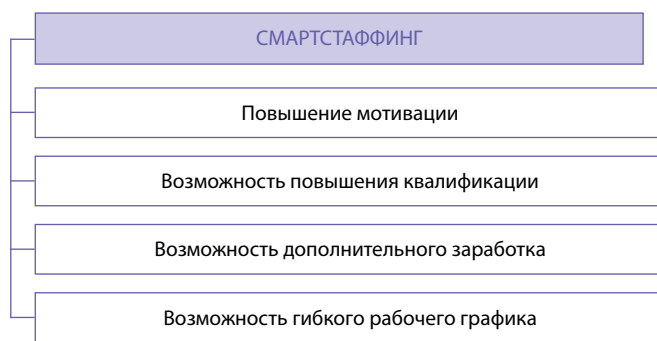 СМАРТСТАФФИНГ
Повышение мотивации
Возможность повышения квалификации
Возможность дополнительного заработка
Возможность гибкого рабочего графика